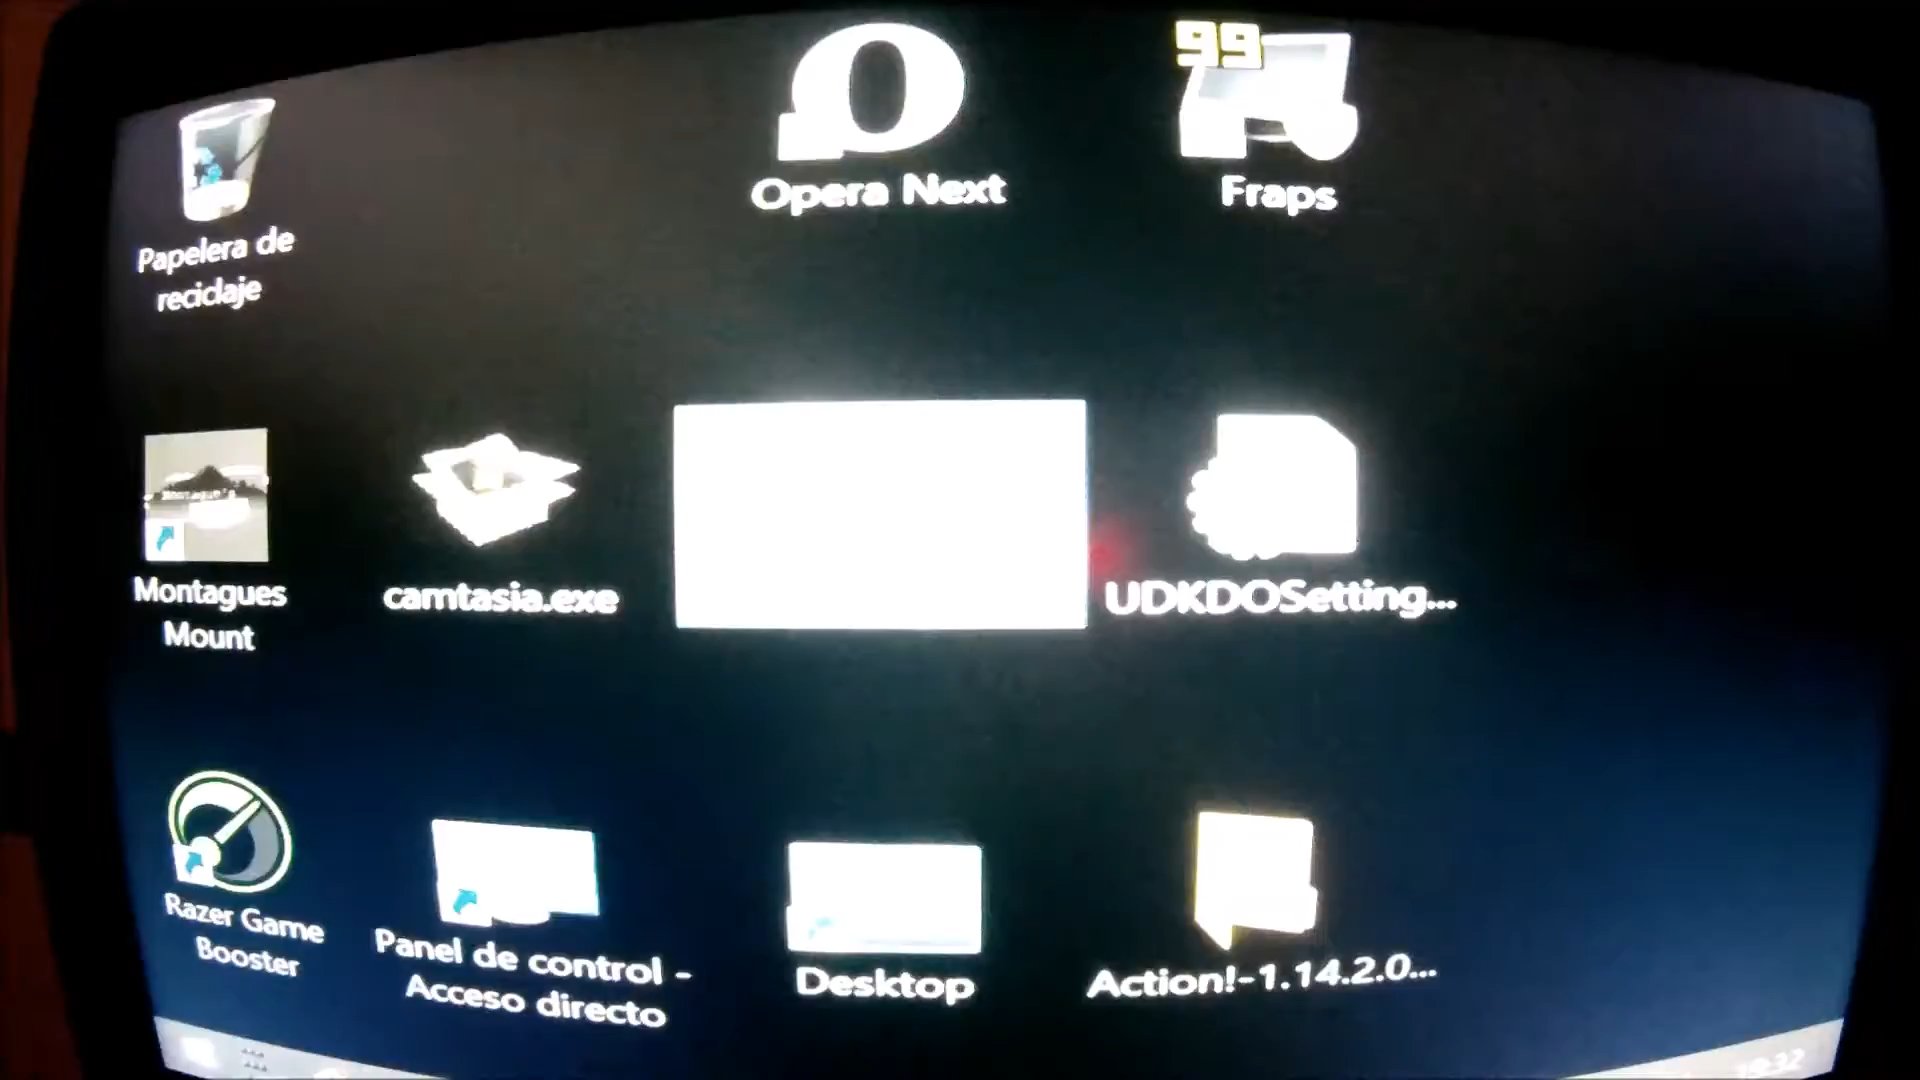 99
Opera Next
Fraps
Papelera de
reciclaje
Montagues
Mount
camtasia.exe
UDKDOSetting...
Razer Game
Booster
Panel de control -
Acceso directo
Desktop
Action!-1.14.2.0...